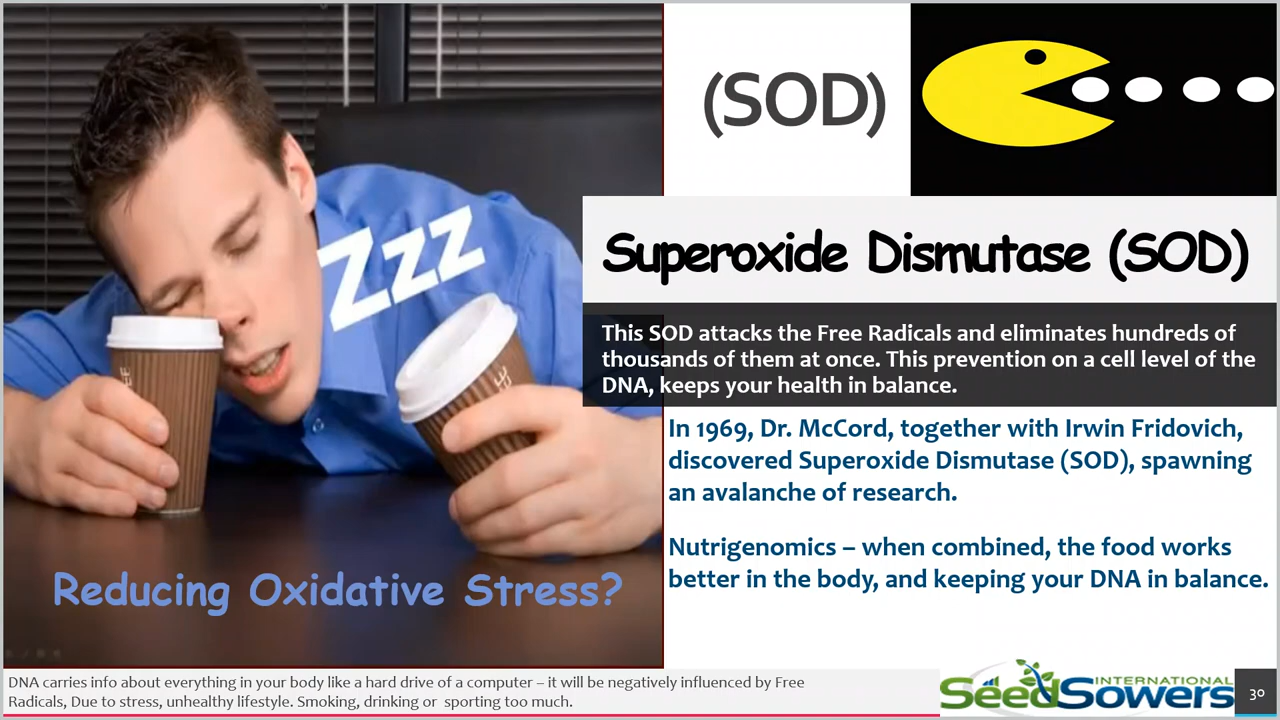 (SOD)
Superoxide Dismutase (SOD)
Zzz
This SOD attacks the Free Radicals and eliminates hundreds of
thousands of them at once. This prevention on a cell level of the
DNA, keeps your health in balance.
In 1969, Dr. McCord, together with Irwin Fridovich,
discovered Superoxide Dismutase (SOD), spawning
an avalanche of research.
Nutrigenomics – when combined, the food works
better in the body, and keeping your DNA in balance.
Reducing Oxidative Stress?
DNA carries info about everything in your body like a hard drive of a computer – it will be negatively influenced by Free
Radicals, Due to stress, unhealthy lifestyle. Smoking, drinking or sporting too much.
INTERNATIONAL
SeedSowers
30